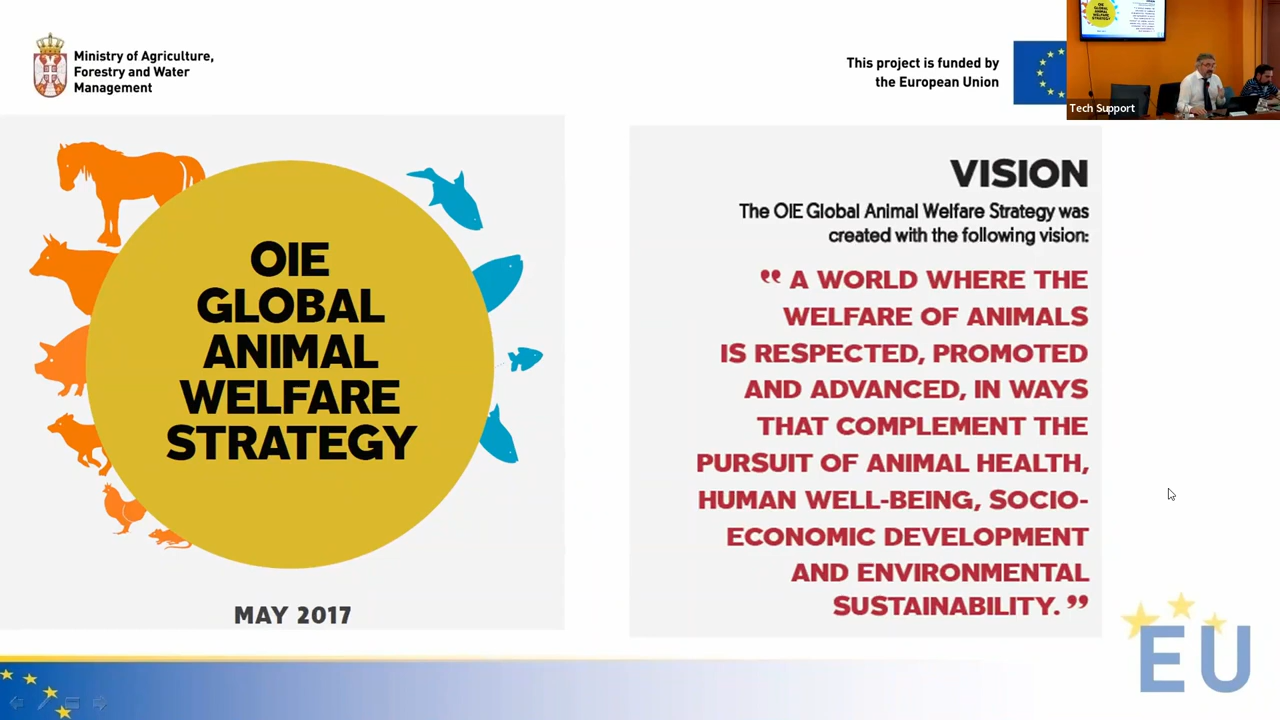 Ministry of Agriculture,
Forestry and Water
Management
This project is funded by
the European Union
Tech Support
OIE
GLOBAL
ANIMAL
WELFARE
STRATEGY
MAY 2017
VISION
The OIE Global Animal Welfare Strategy was
created with the following vision:
“ A WORLD WHERE THE
WELFARE OF ANIMALS
IS RESPECTED, PROMOTED
AND ADVANCED, IN WAYS
THAT COMPLEMENT THE
PURSUIT OF ANIMAL HEALTH,
HUMAN WELL-BEING, SOCIO-
ECONOMIC DEVELOPMENT
AND ENVIRONMENTAL
SUSTAINABILITY. ”
EU